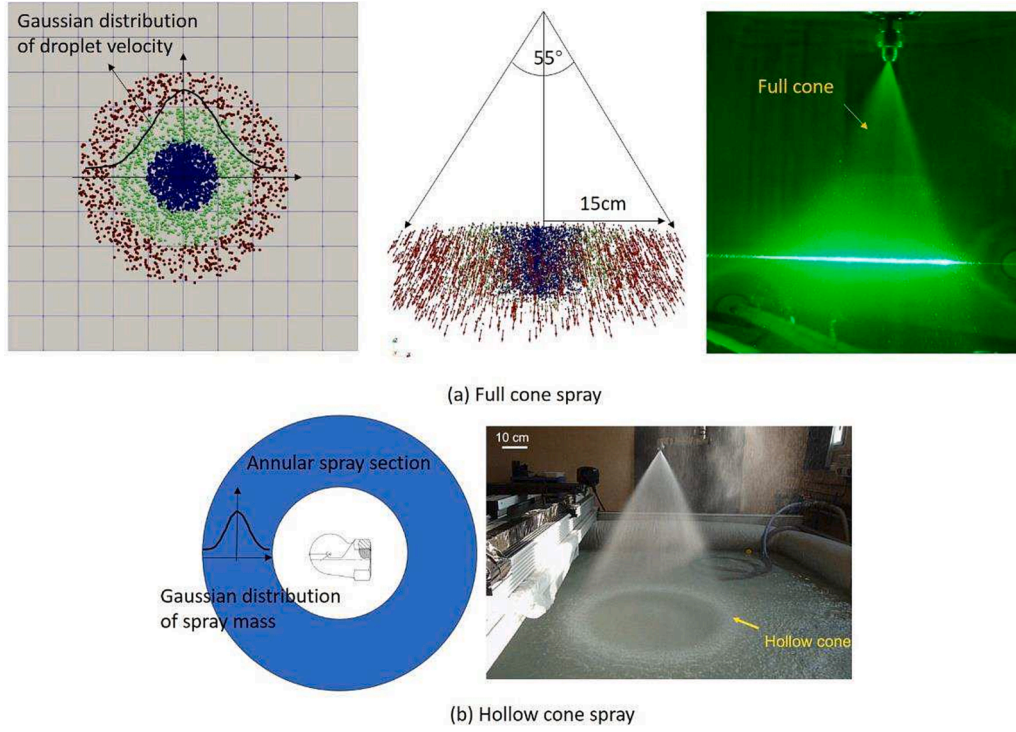 Gaussian distribution
of droplet velocity
55°
15cm
Full cone
(a) Full cone spray
Annular spray section
Gaussian distribution
of spray mass
10 cm
Hollow cone
(b) Hollow cone spray